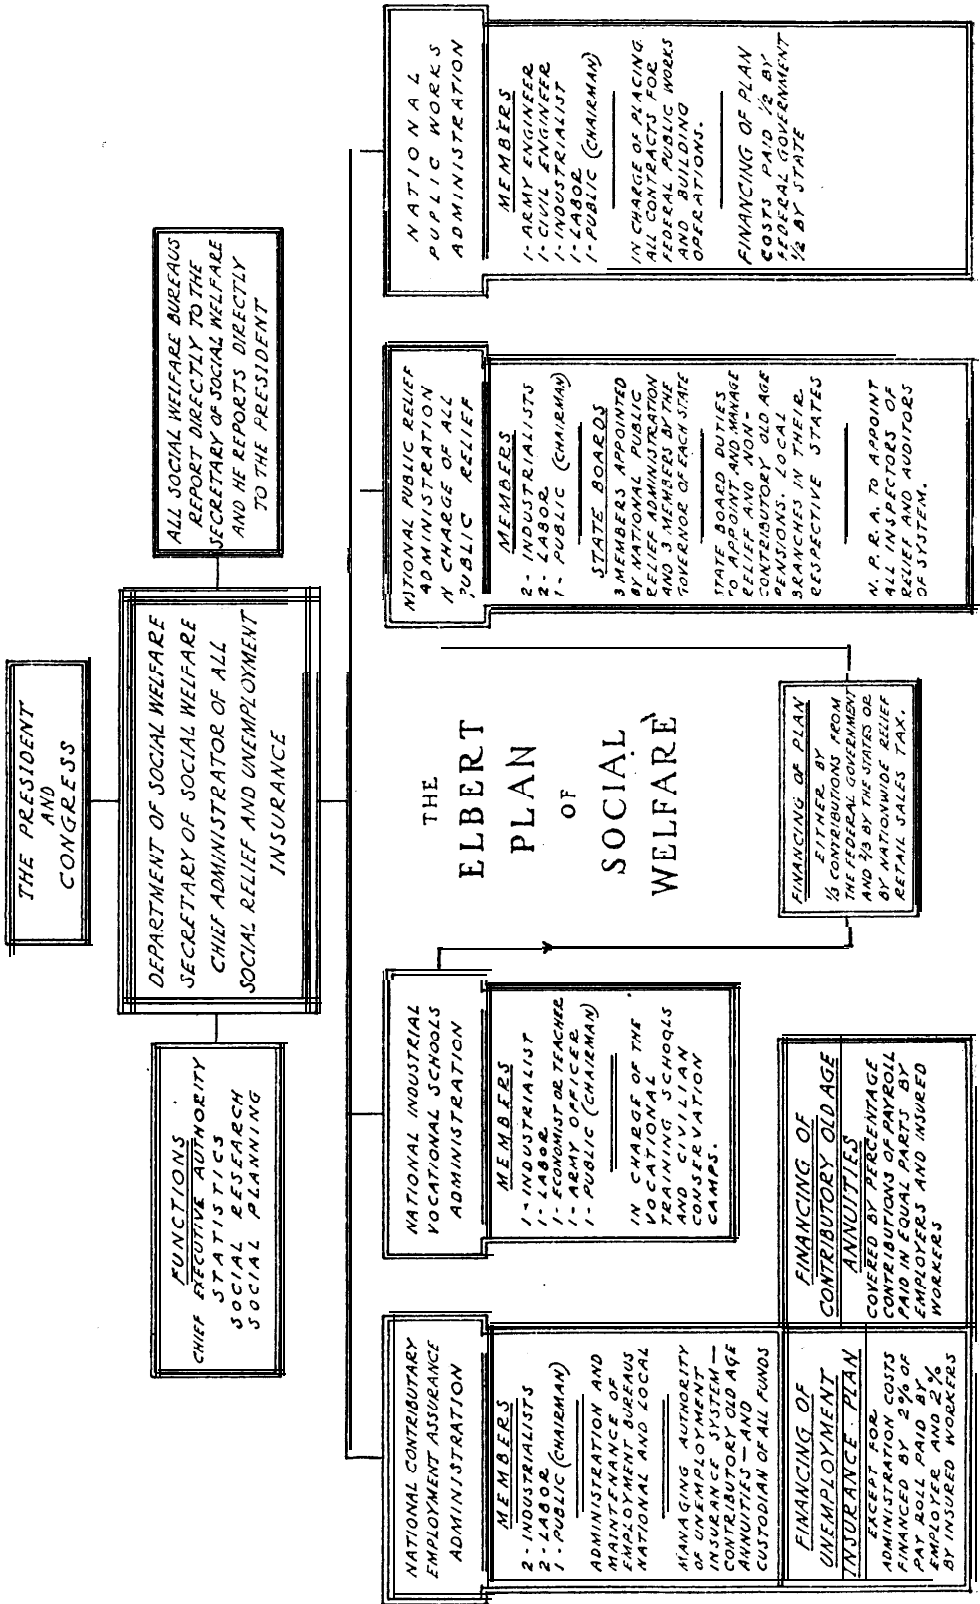 THE PRESIDENT
AND
CONGRESS
FUNCTIONS
CHIEF EXECUTIVE AUTHORITY
STATISTICS
SOCIAL RESEARCH
SOCIAL PLANNING
DEPARTMENT OF SOCIAL WELFARE
SECRETARY OF SOCIAL WELFARE
CHIEF ADMINISTRATOR OF ALL
SOCIAL RELIEF AND UNEMPLOYMENT
INSURANCE
ALL SOCIAL WELFARE BUREAUS
REPORT DIRECTLY TO THE
SECRETARY OF SOCIAL WELFARE
AND HE REPORTS DIRECTLY
TO THE PRESIDENT
NATIONAL CONTRIBUTARY
EMPLOYMENT ASSURANCE
ADMINISTRATION
MEMBERS
2 - INDUSTRIALISTS
2 - LABOR
1 - PUBLIC (CHAIRMAN)
ADMINISTRATION AND
MAINTENANCE OF
EMPLOYMENT BUREAUS
NATIONAL AND LOCAL
MANAGING AUTHORITY
OF UNEMPLOYMENT
INSURANCE SYSTEM —
CONTRIBUTORY OLD AGE
ANNUITIES — AND
CUSTODIAN OF ALL FUNDS
FINANCING OF
UNEMPLOYMENT
INSURANCE PLAN
EXCEPT FOR
ADMINISTRATION COSTS
FINANCED BY 2% OF
PAY ROLL PAID BY
EMPLOYER AND 2%
BY INSURED WORKERS
FINANCING OF
CONTRIBUTORY OLD AGE
ANNUITIES
COVERED BY PERCENTAGE
CONTRIBUTIONS OF PAYROLL
PAID IN EQUAL PARTS BY
EMPLOYERS AND INSURED
WORKERS
NATIONAL INDUSTRIAL
VOCATIONAL SCHOOLS
ADMINISTRATION
MEMBERS
1 - INDUSTRIALIST
1 - LABOR
1 - ECONOMIST OR TEACHER
1 - ARMY OFFICER
1 - PUBLIC (CHAIRMAN)
IN CHARGE OF THE
VOCATIONAL
TRAINING SCHOOLS
AND CIVILIAN
CONSERVATION
CAMPS.
THE
ELBERT
PLAN
OF
SOCIAL
WELFARE
FINANCING OF PLAN
EITHER BY
1/3 CONTRIBUTIONS FROM
THE FEDERAL GOVERNMENT
AND 2/3 BY THE STATES OR
BY NATIONWIDE RELIEF
RETAIL SALES TAX.
NATIONAL PUBLIC RELIEF
ADMINISTRATION
IN CHARGE OF ALL
PUBLIC RELIEF
MEMBERS
2 - INDUSTRIALISTS
2 - LABOR
1 - PUBLIC (CHAIRMAN)
STATE BOARDS
3 MEMBERS APPOINTED
BY NATIONAL PUBLIC
RELIEF ADMINISTRATION
AND 3 MEMBERS BY THE
GOVERNOR OF EACH STATE
STATE BOARD DUTIES
TO APPOINT AND MANAGE
RELIEF AND NON-
CONTRIBUTORY OLD AGE
PENSIONS. LOCAL
BRANCHES IN THEIR
RESPECTIVE STATES
N. P. R. A. TO APPOINT
ALL INSPECTORS OF
RELIEF AND AUDITORS
OF SYSTEM.
NATIONAL
PUPLIC WORKS
ADMINISTRATION
MEMBERS
1 - ARMY ENGINEER
1 - CIVIL ENGINEER
1 - INDUSTRIALIST
1 - LABOR
1 - PUBLIC (CHAIRMAN)
IN CHARGE OF PLACING
ALL CONTRACTS FOR
FEDERAL PUBLIC WORKS
AND BUILDING
OPERATIONS.
FINANCING OF PLAN
COSTS PAID 1/2 BY
FEDERAL GOVERNMENT
1/2 BY STATE